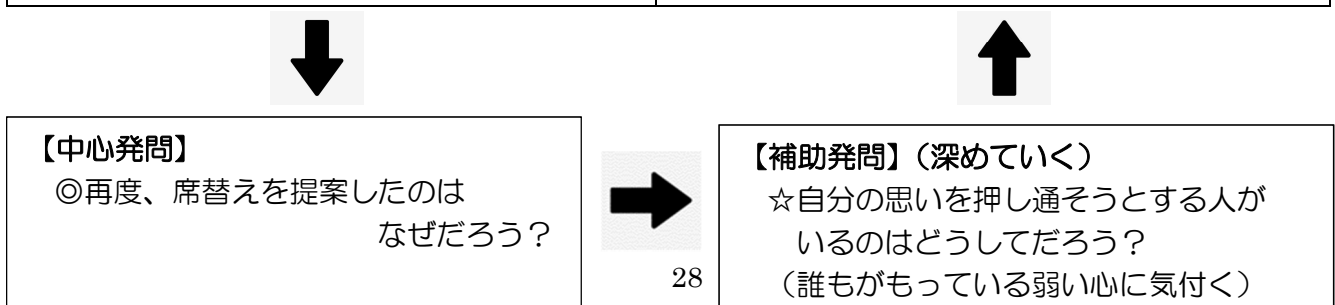 【中心発問】
◎再度、席替えを提案したのは
なぜだろう?
【補助発問】(深めていく)
☆自分の思いを押し通そうとする人が
いるのはどうしてだろう?
(誰もがもっている弱い心に気付く)
28